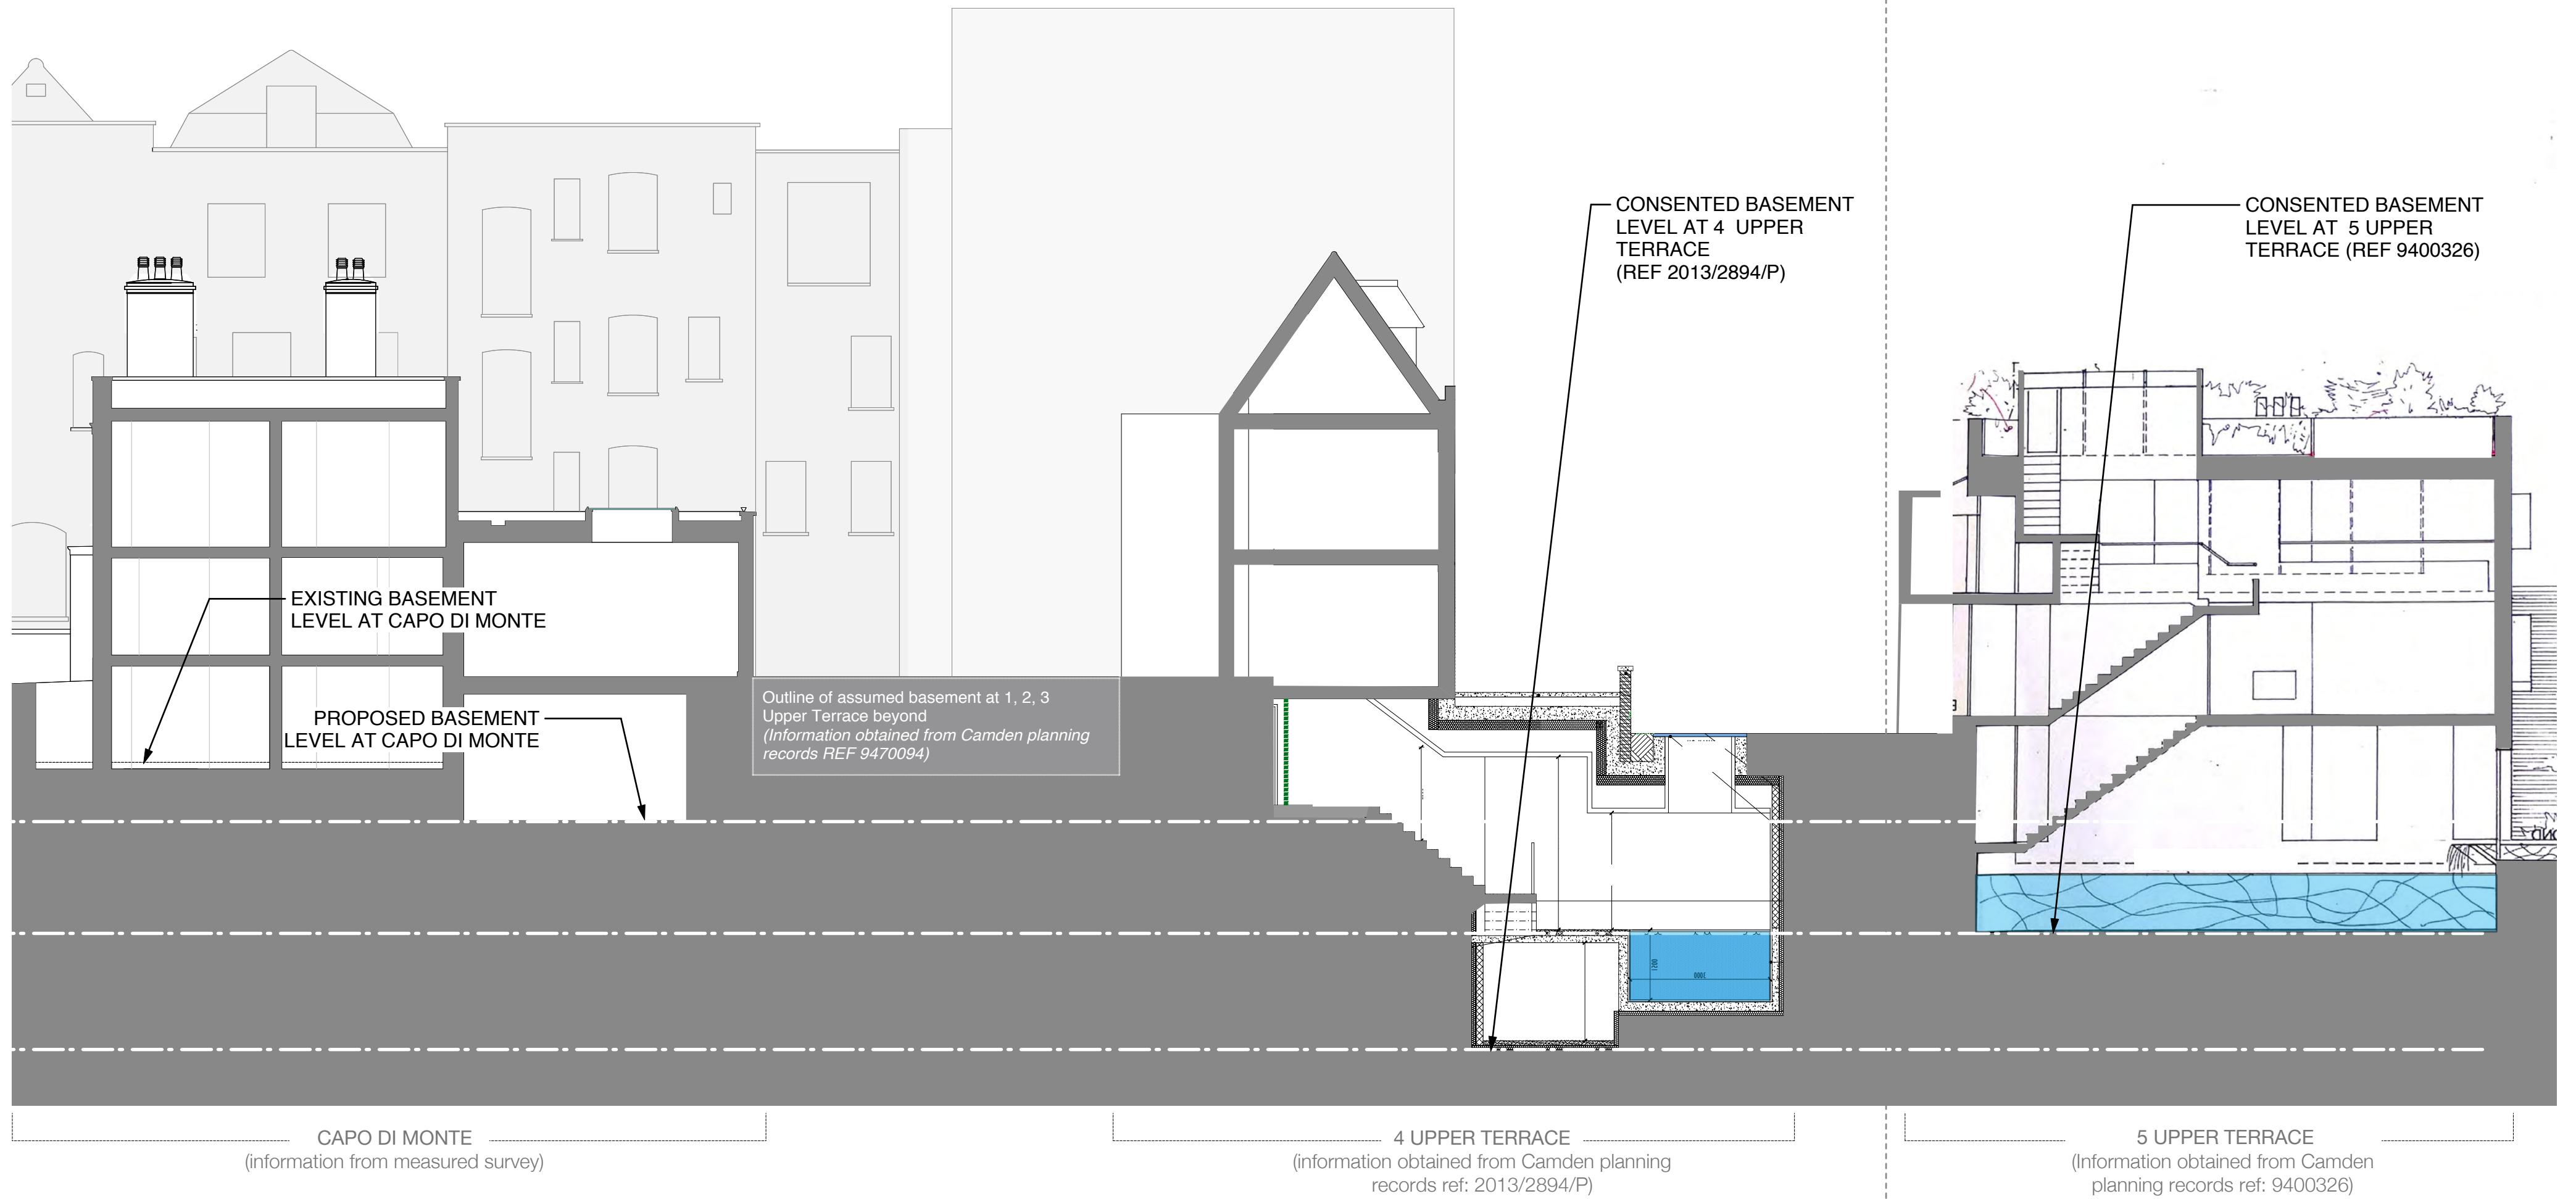 CONSENTED BASEMENT
LEVEL AT 4 UPPER
TERRACE
(REF 2013/2894/P)
CONSENTED BASEMENT
LEVEL AT 5 UPPER
TERRACE (REF 9400326)
EXISTING BASEMENT
LEVEL AT CAPO DI MONTE
PROPOSED BASEMENT
LEVEL AT CAPO DI MONTE
Outline of assumed basement at 1, 2, 3
Upper Terrace beyond
(Information obtained from Camden planning
records REF 9470094)
1200
3000
CAPO DI MONTE
(information from measured survey)
4 UPPER TERRACE
(information obtained from Camden planning
records ref: 2013/2894/P)
5 UPPER TERRACE
(Information obtained from Camden
planning records ref: 9400326)